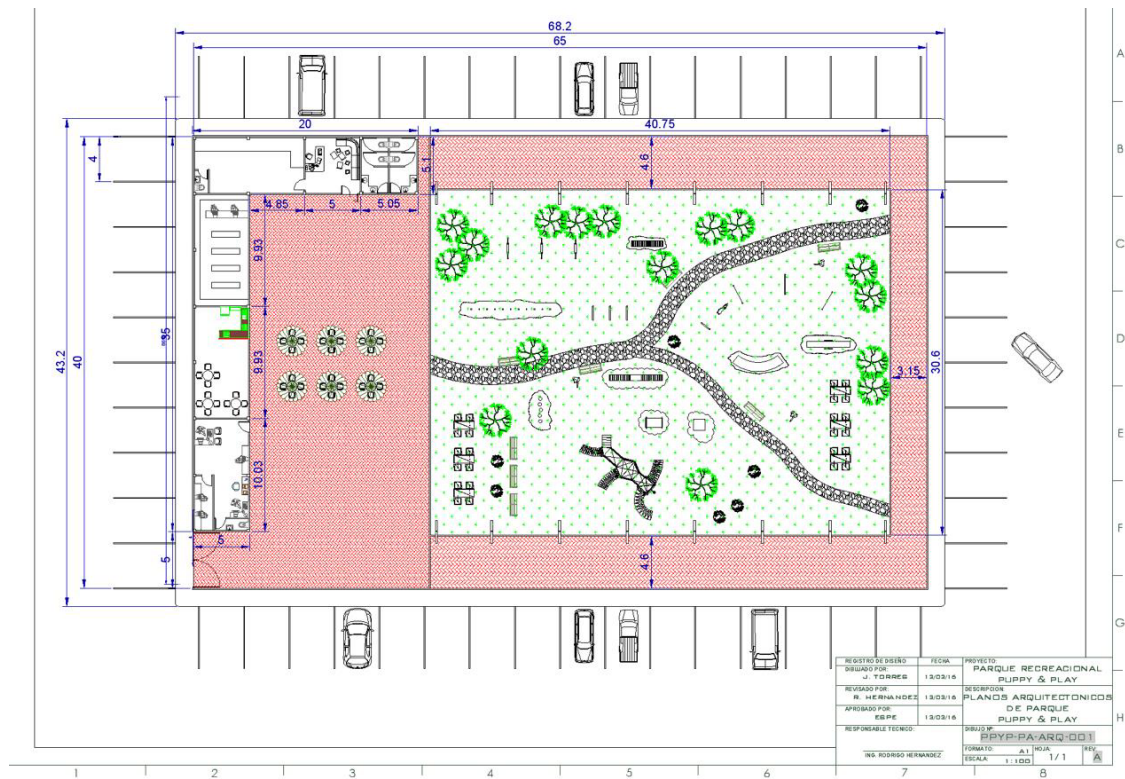 68.2
65
20
40.75
4
5.1
4.6
4.85
5
5.05
9.93
43.2
40
35
9.93
3.15
30.6
10.03
5
5
4.6
A
B
C
D
E
F
G
H
1
2
3
4
5
6
7
8
REGISTRO DE DISEÑO
FECHA
DIBUJADO POR:
J. TORRES
13/03/16
REVISADO POR:
R. HERNANDEZ
13/03/16
APROBADO POR:
ESPE
13/03/16
RESPONSABLE TECNICO:
ING. RODRIGO HERNANDEZ
PROYECTO:
PARQUE RECREACIONAL
PUPPY & PLAY
DESCRIPCION:
PLANOS ARQUITECTONICOS
DE PARQUE
PUPPY & PLAY
DIBUJO Nº
PPYP-PA-ARQ-001
FORMATO:
A1
HOJA:
1/1
REV.
A
ESCALA:
1:100